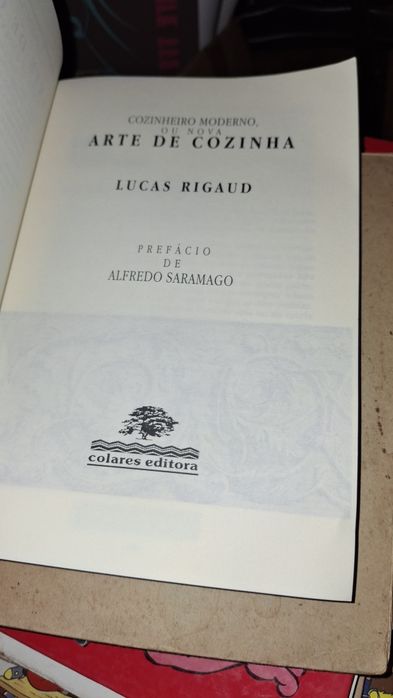 COZINHEIRO MODERNO,
OU NOVA
ARTE DE COZINHA
LUCAS RIGAUD
PREFÁCIO
DE
ALFREDO SARAMAGO
colares editora